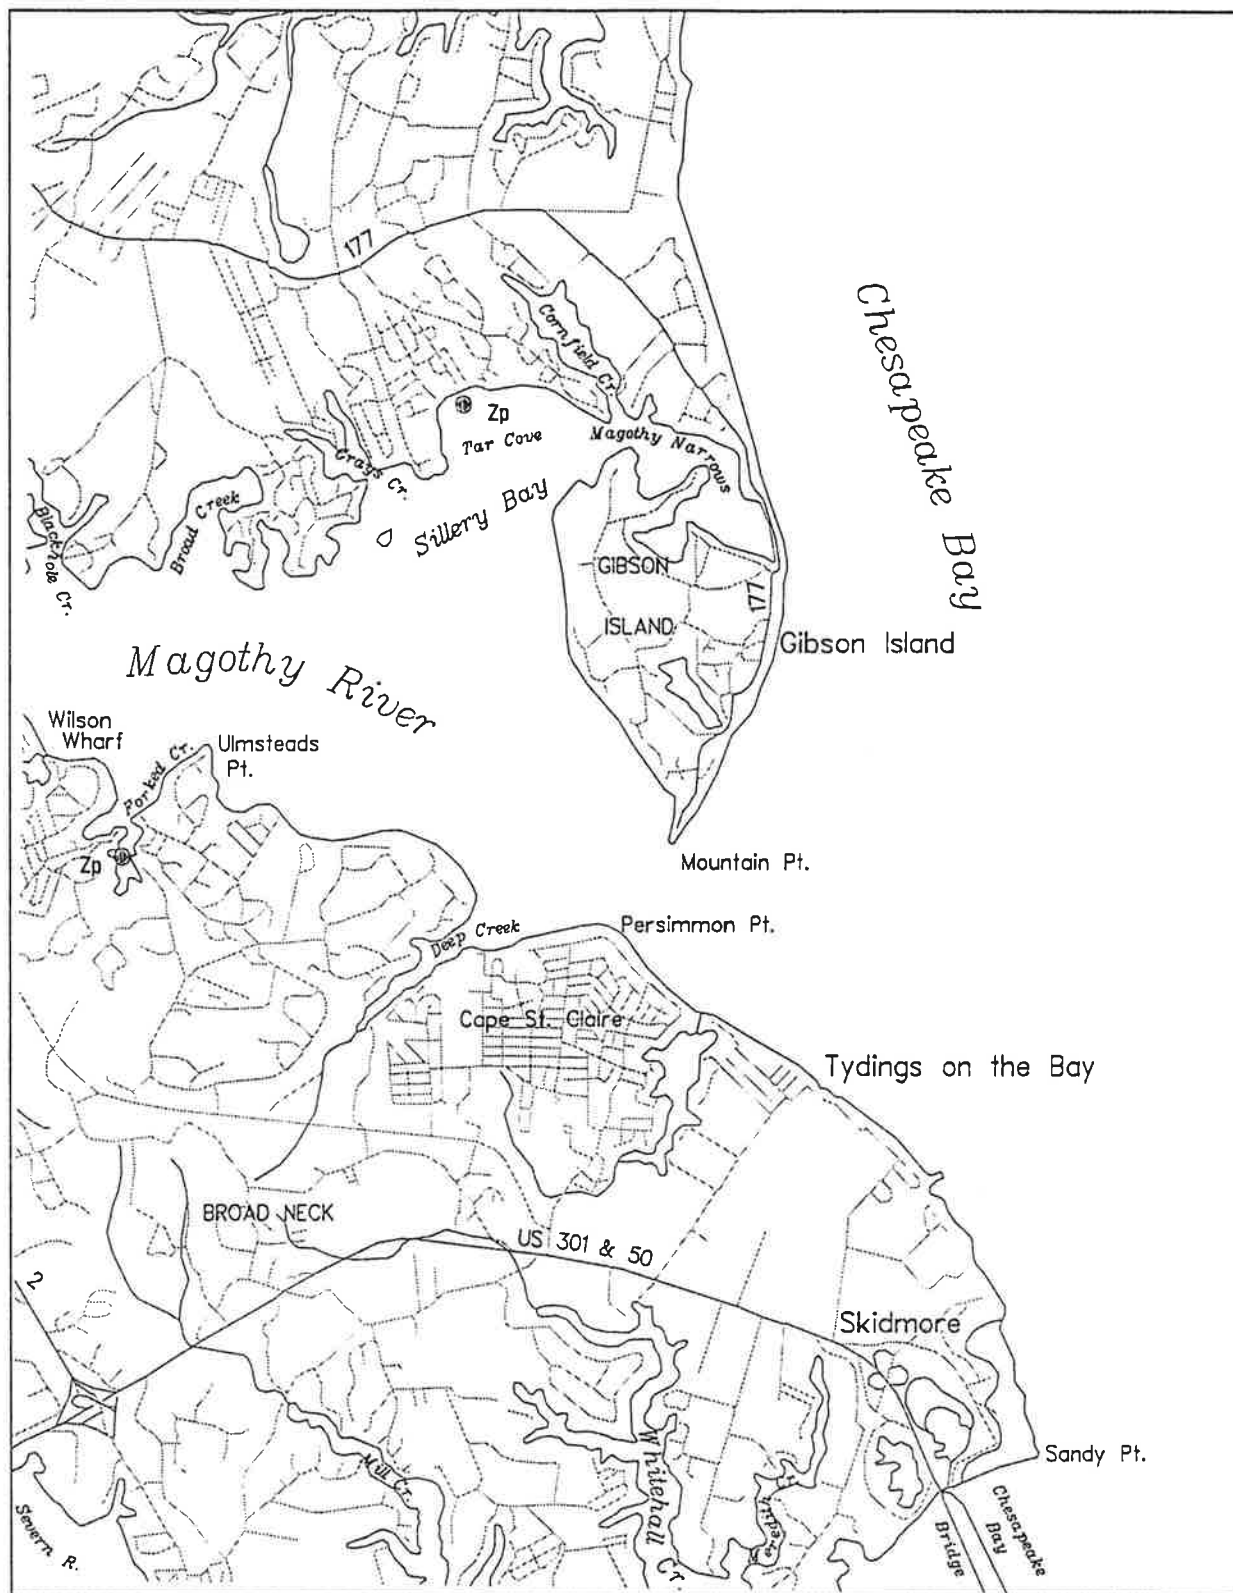 177
Chesapeake Bay
Cornfield Cr.
Zp
Tar Cove
Magothy Narrows
Grays Cr.
Broad Creek
Sillery Bay
Blackhole Cr.
GIBSON
ISLAND
177
Gibson Island
Magothy River
Wilson
Wharf
Forked Cr.
Ulmsteads
Pt.
Zp
Mountain Pt.
Deep Creek
Persimmon Pt.
Cape St. Claire
Tydings on the Bay
BROAD NECK
US 301 & 50
2
Skidmore
Sandy Pt.
Mill Cr.
Whitehall Cr.
Meredith
Severn R.
Chesapeake
Bay
Bridge